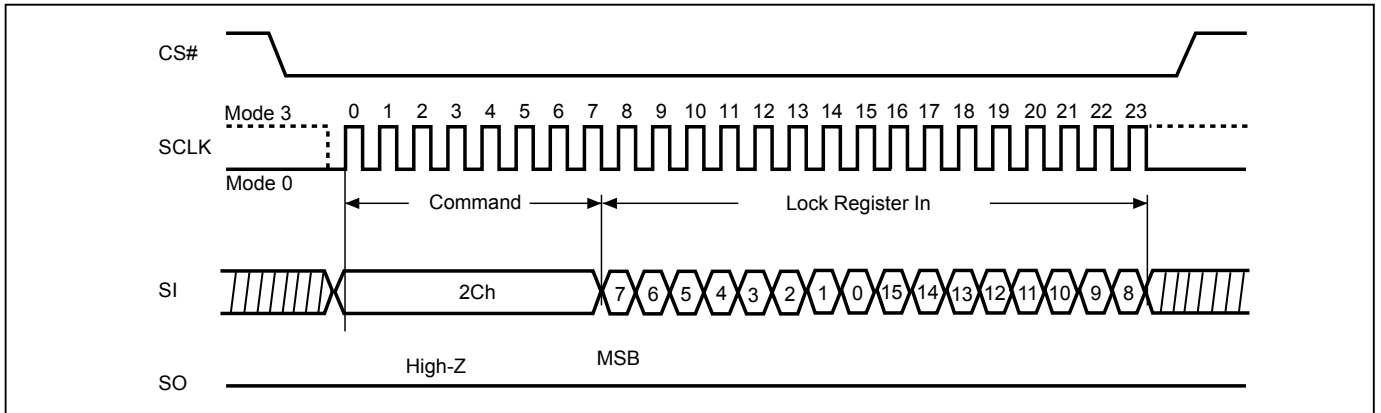 CS#
Mode 3
0 1 2 3 4 5 6 7 8 9 10 11 12 13 14 15 16 17 18 19 20 21 22 23
SCLK
Mode 0
Command
Lock Register In
SI
2Ch
7 6 5 4 3 2 1 0 15 14 13 12 11 10 9 8
High-Z
MSB
SO